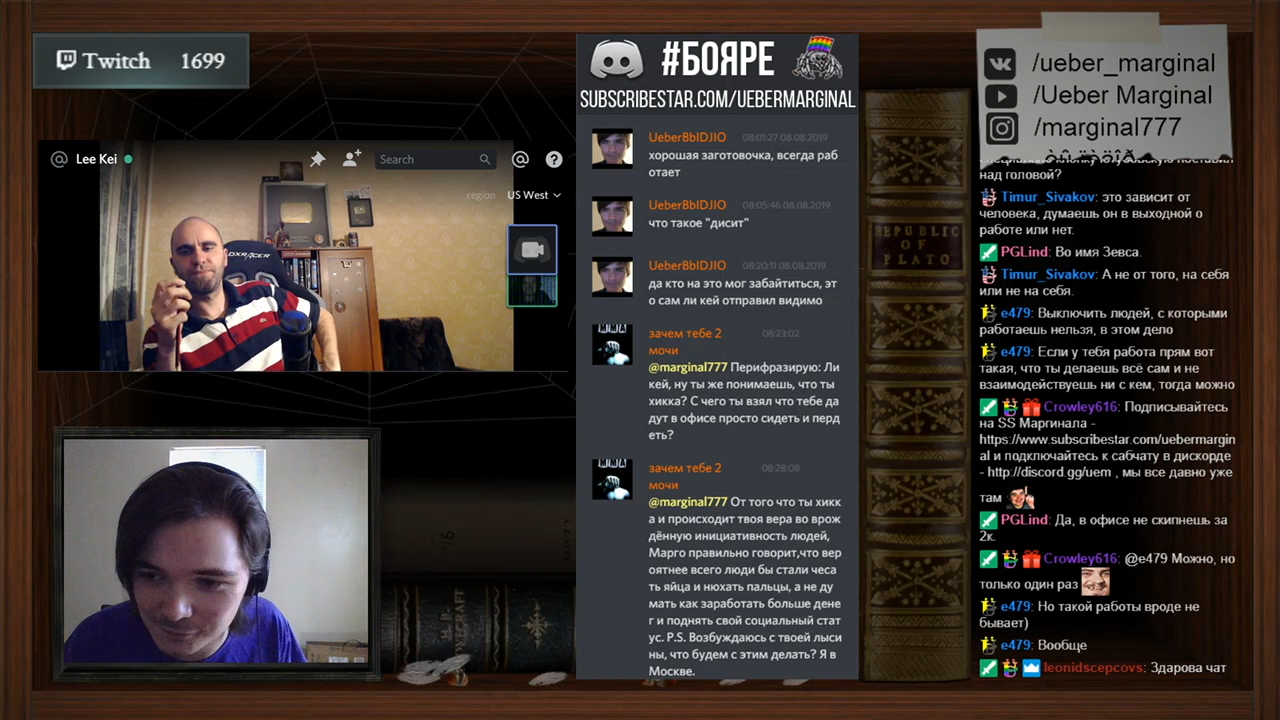 Twitch 1699
@ Lee Kei
Search
@
region US West
#БОЯРЕ
SUBSCRIBESTAR.COM/UEBERMARGINAL
UeberBbIDJIO 08:01:27 08.08.2019
хорошая заготовочка, всегда раб
отает
UeberBbIDJIO 08:05:46 08.08.2019
что такое "дисит"
UeberBbIDJIO 08:20:11 08.08.2019
да кто на это мог забайтиться, эт
о сам ли кей отправил видимо
зачем тебе 2 08:23:02
мочи
@marginal777 Перифразирую: Ли
кей, ну ты же понимаешь, что ты
хикка? С чего ты взял что тебе да
дут в офисе просто сидеть и перд
еть?
зачем тебе 2 08:28:08
мочи
@marginal777 От того что ты хикк
а и происходит твоя вера во врож
дённую инициативность людей,
Марго правильно говорит,что вер
оятнее всего люди бы стали чеса
ть яйца и нюхать пальцы, а не ду
мать как заработать больше дене
г и поднять свой социальный стат
ус. P.S. Возбуждаюсь с твоей лыси
ны, что будем с этим делать? Я в
Москве.
REPUBLIC
OF
PLATO
/ueber_marginal
/Ueber Marginal
/marginal777
над головой?
Timur_Sivakov: это зависит от
человека, думаешь он в выходной о
работе или нет.
PGLind: Во имя Зевса.
Timur_Sivakov: А не от того, на себя
или не на себя.
e479: Выключить людей, с которыми
работаешь нельзя, в этом дело
e479: Если у тебя работа прям вот
такая, что ты делаешь всё сам и не
взаимодействуешь ни с кем, тогда можно
Crowley616: Подписывайтесь
на SS Маргинала -
https://www.subscribestar.com/uebermargin
al и подключайтесь к сабчату в дискорде
- http://discord.gg/uem , мы все давно уже
там
PGLind: Да, в офисе не скипнешь за
2к.
Crowley616: @e479 Можно, но
только один раз
e479: Но такой работы вроде не
бывает)
e479: Вообще
leonidscepcovs: Здарова чат